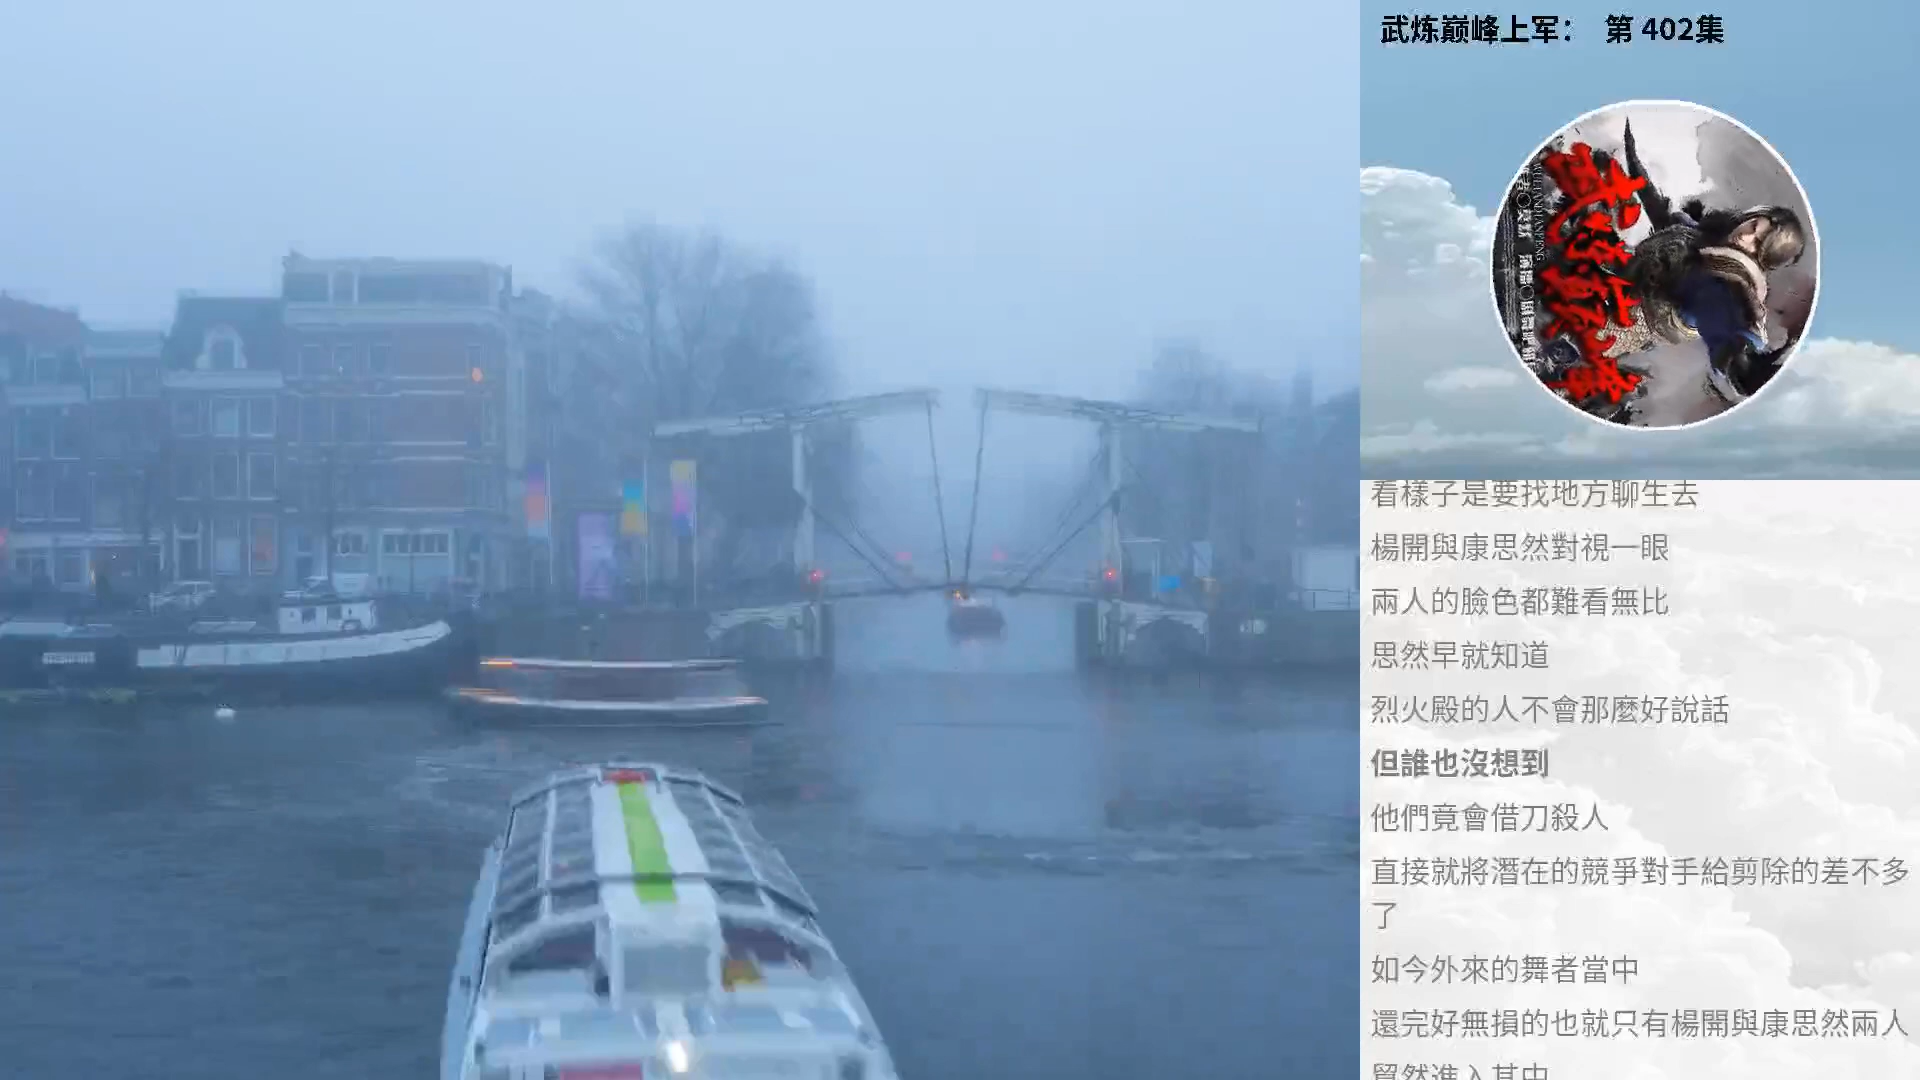 武炼巅峰上军： 第 402集
看樣子是要找地方聊生去
楊開與康思然對視一眼
兩人的臉色都難看無比
思然早就知道
烈火殿的人不會那麼好說話
但誰也沒想到
他們竟會借刀殺人
直接就將潛在的競爭對手給剪除的差不多
了
如今外來的舞者當中
還完好無損的也就只有楊開與康思然兩人
貿然進入其中